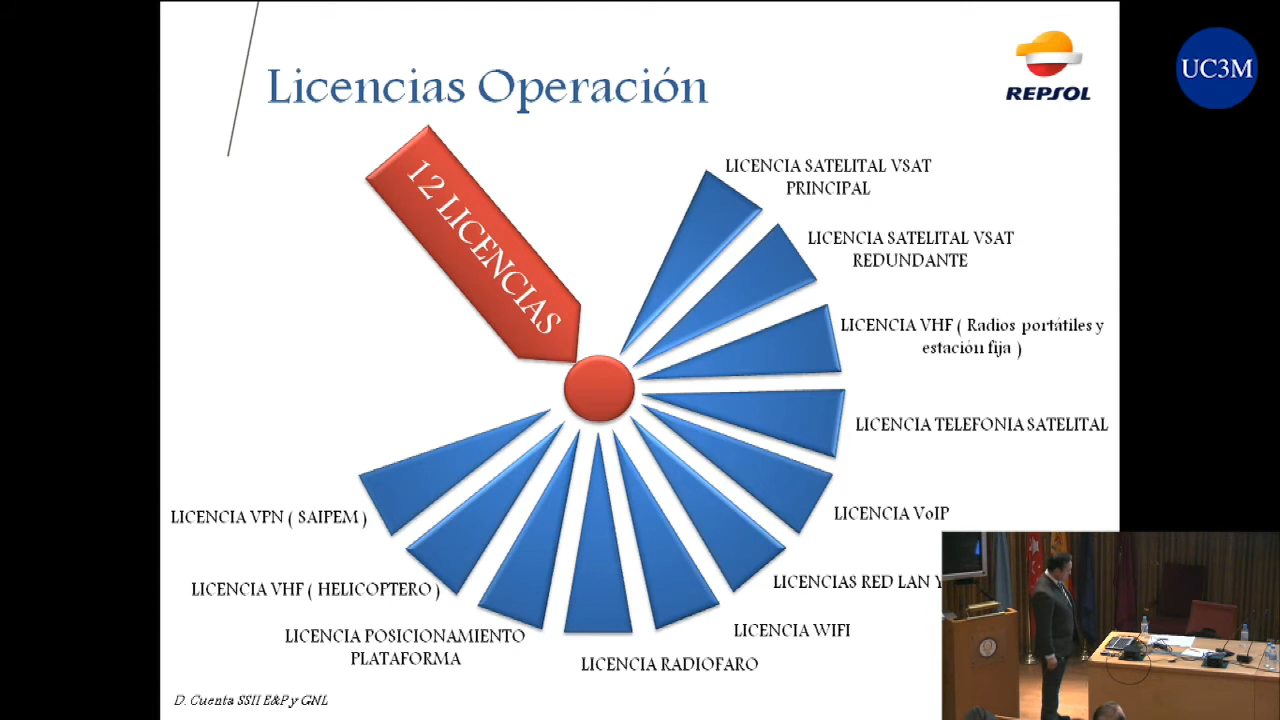 Licencias Operación
REPSOL
UC3M
12 LICENCIAS
LICENCIA SATELITAL VSAT
PRINCIPAL
LICENCIA SATELITAL VSAT
REDUNDANTE
LICENCIA VHF ( Radios portátiles y
estación fija )
LICENCIA TELEFONIA SATELITAL
LICENCIA VoIP
LICENCIAS RED LAN Y
LICENCIA WIFI
LICENCIA RADIOFARO
LICENCIA POSICIONAMIENTO
PLATAFORMA
LICENCIA VHF ( HELICOPTERO )
LICENCIA VPN ( SAIPEM )
D. Cuenta SSII E&P y GNL